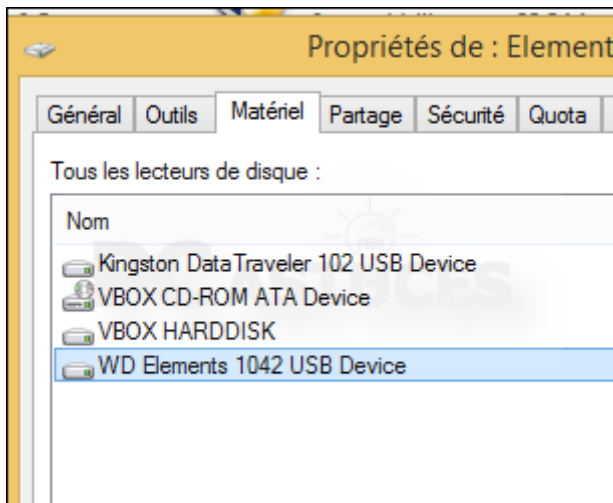 Propriétés de : Element
Général Outils Matériel Partage Sécurité Quota
Tous les lecteurs de disque :
Nom
Kingston DataTraveler 102 USB Device
VBOX CD-ROM ATA Device
VBOX HARDDISK
WD Elements 1042 USB Device